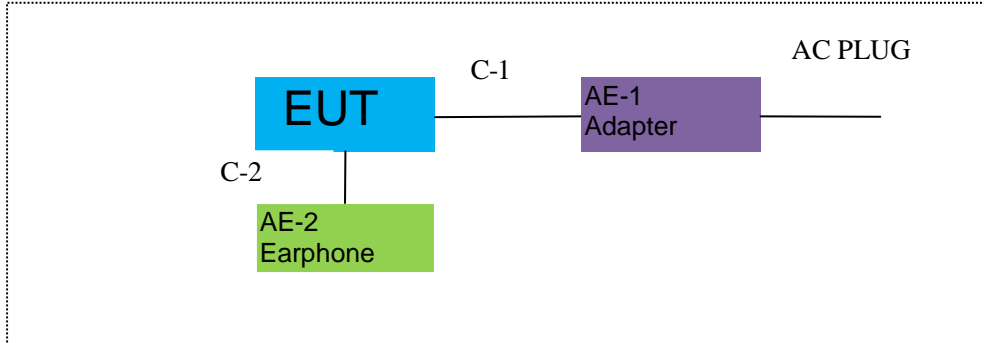 AC PLUG
C-1
EUT
AE-1
Adapter
C-2
AE-2
Earphone